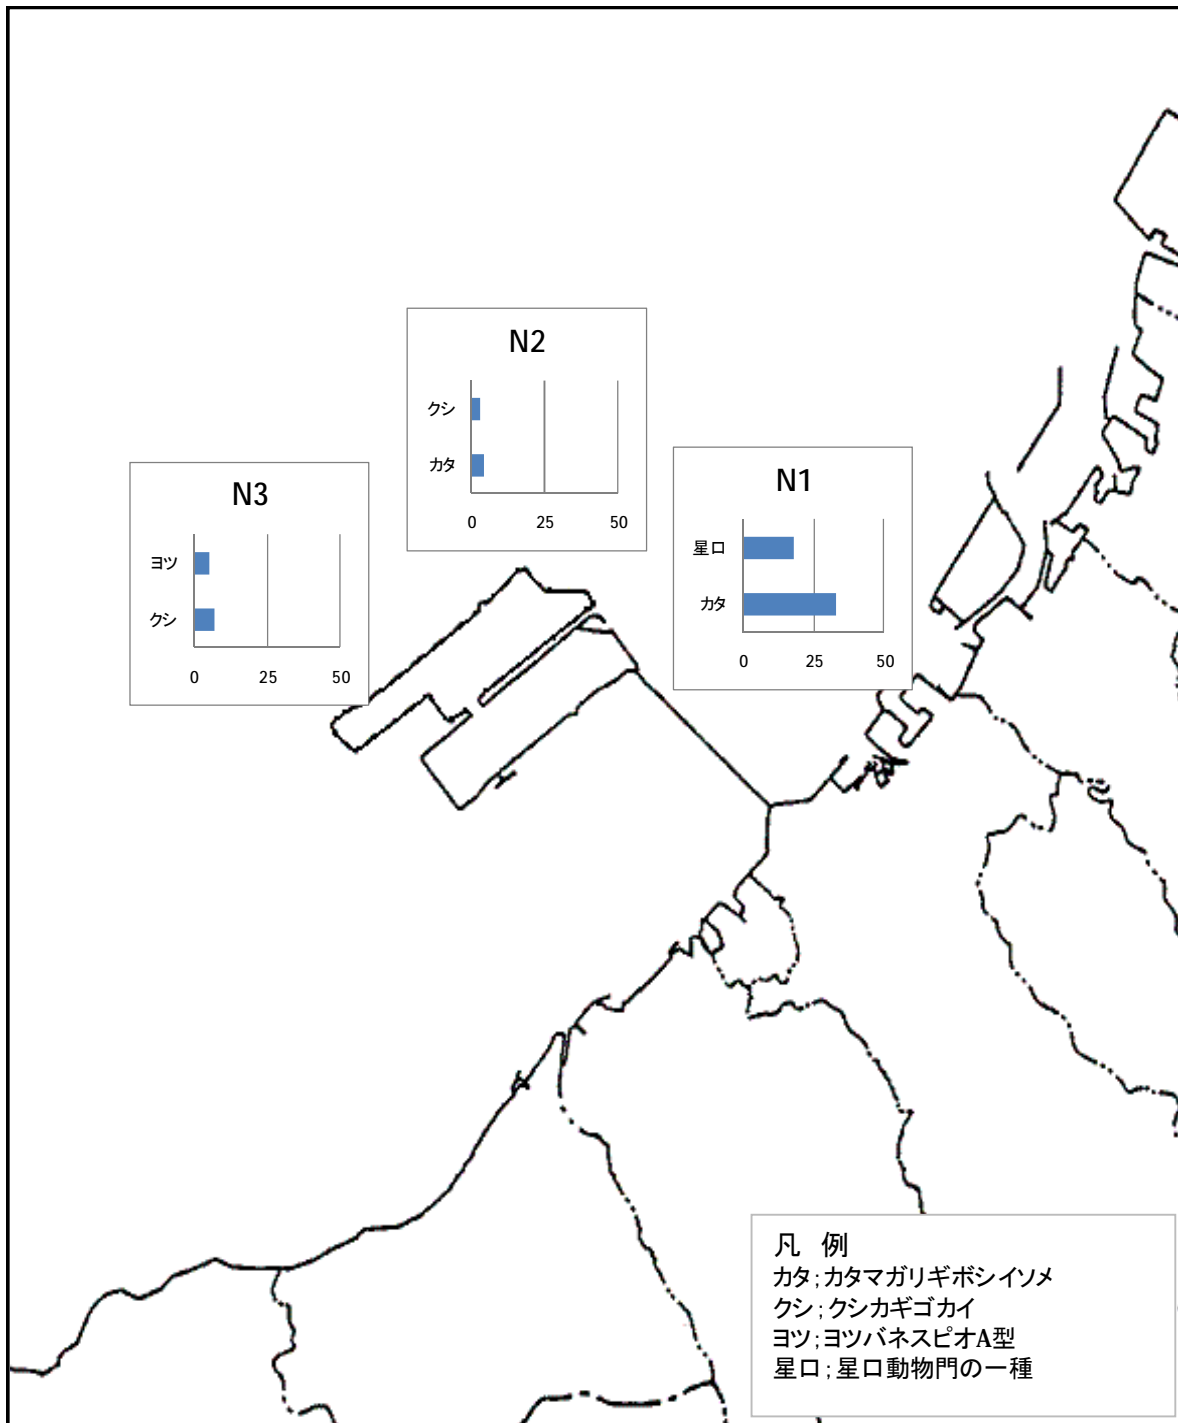 N2
クシ
カタ
0 25 50
N3
ヨツ
クシ
0 25 50
N1
星口
カタ
0 25 50
凡 例
カタ；カタマガリギボシイソメ
クシ；クシカギゴカイ
ヨツ；ヨツバネスピオA型
星口；星口動物門の一種